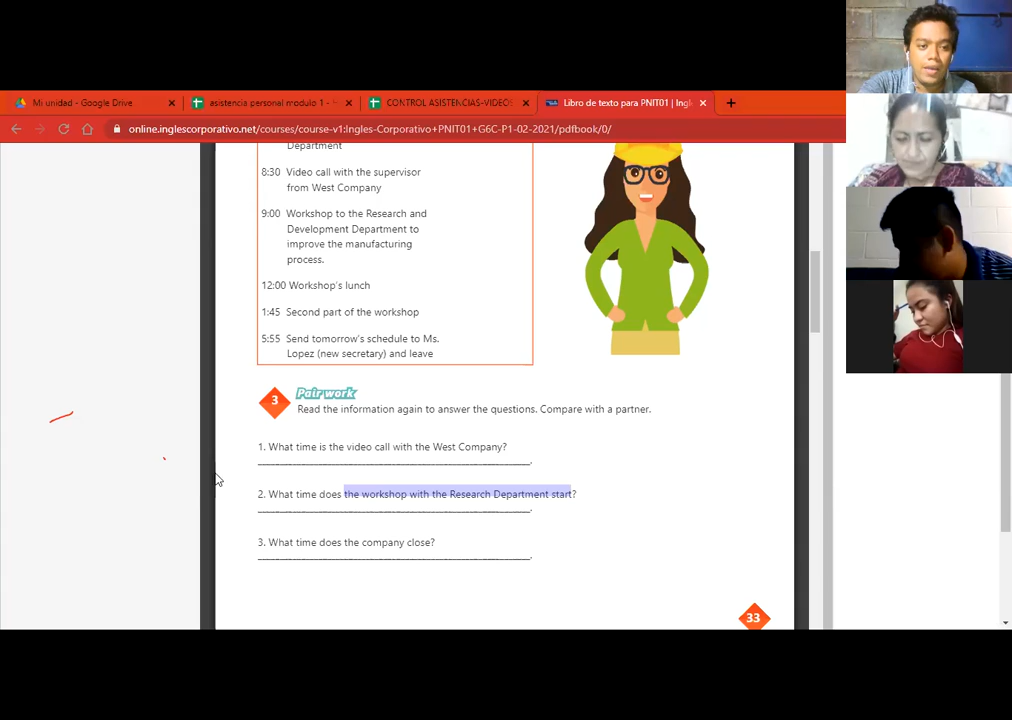 Mi unidad - Google Drive
asistencia personal modulo 1 -
CONTROL ASISTENCIAS-VIDEOS
Libro de texto para PNIT01 | Ingl
online.inglescorporativo.net/courses/course-v1:Ingles-Corporativo+PNIT01+G6C-P1-02-2021/pdfbook/0/
Department
8:30 Video call with the supervisor
from West Company
9:00 Workshop to the Research and
Development Department to
improve the manufacturing
process.
12:00 Workshop's lunch
1:45 Second part of the workshop
5:55 Send tomorrow's schedule to Ms.
Lopez (new secretary) and leave
3
Pair work
Read the information again to answer the questions. Compare with a partner.
1. What time is the video call with the West Company?
2. What time does the workshop with the Research Department start?
3. What time does the company close?
33